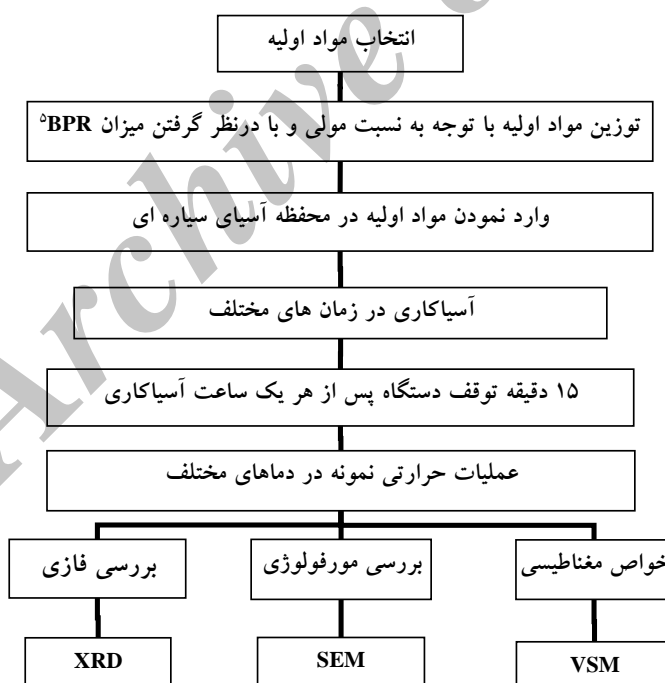 انتخاب مواد اولیه
توزین مواد اولیه با توجه به نسبت مولی و با درنظر گرفتن میزان BPR⁵
وارد نمودن مواد اولیه در محفظه آسیای سیاره ای
آسیاکاری در زمان های مختلف
۱۵ دقیقه توقف دستگاه پس از هر یک ساعت آسیاکاری
عملیات حرارتی نمونه در دماهای مختلف
خواص مغناطیسی
بررسی مورفولوژی
بررسی فازی
VSM
SEM
XRD
Archive